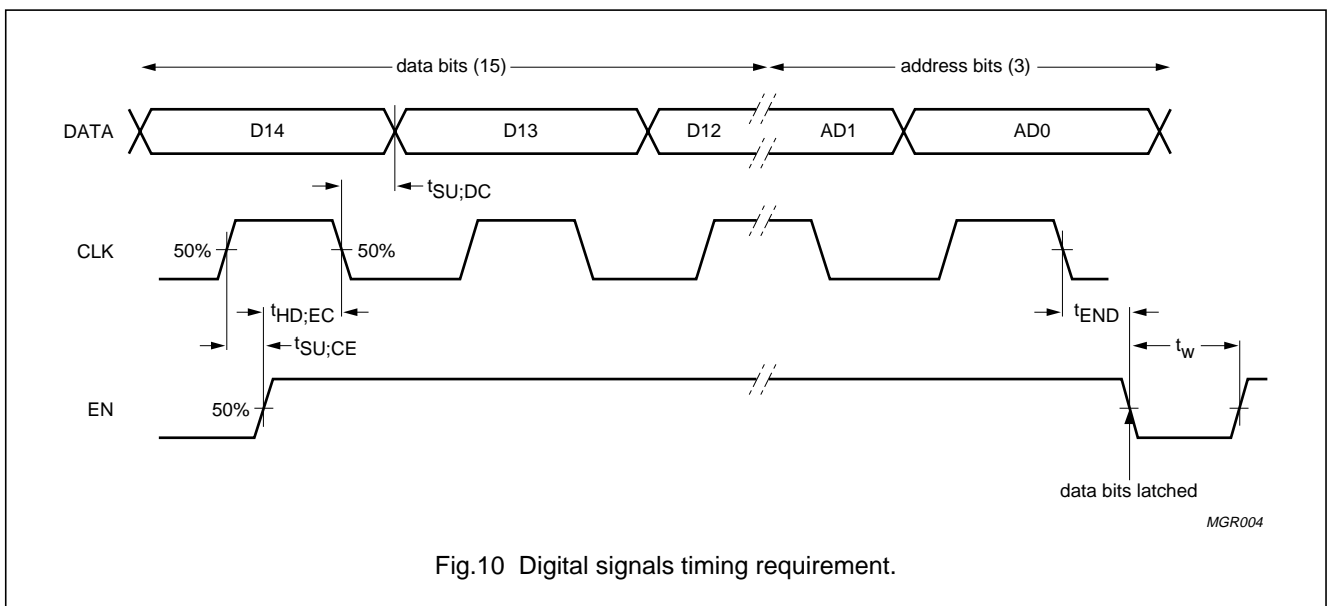 data bits (15) address bits (3)
DATA D14 D13 D12 AD1 AD0
tSU;DC
CLK 50% 50%
tHD;EC tEND
tSU;CE tW
EN 50%
data bits latched
MGR004
Fig.10 Digital signals timing requirement.